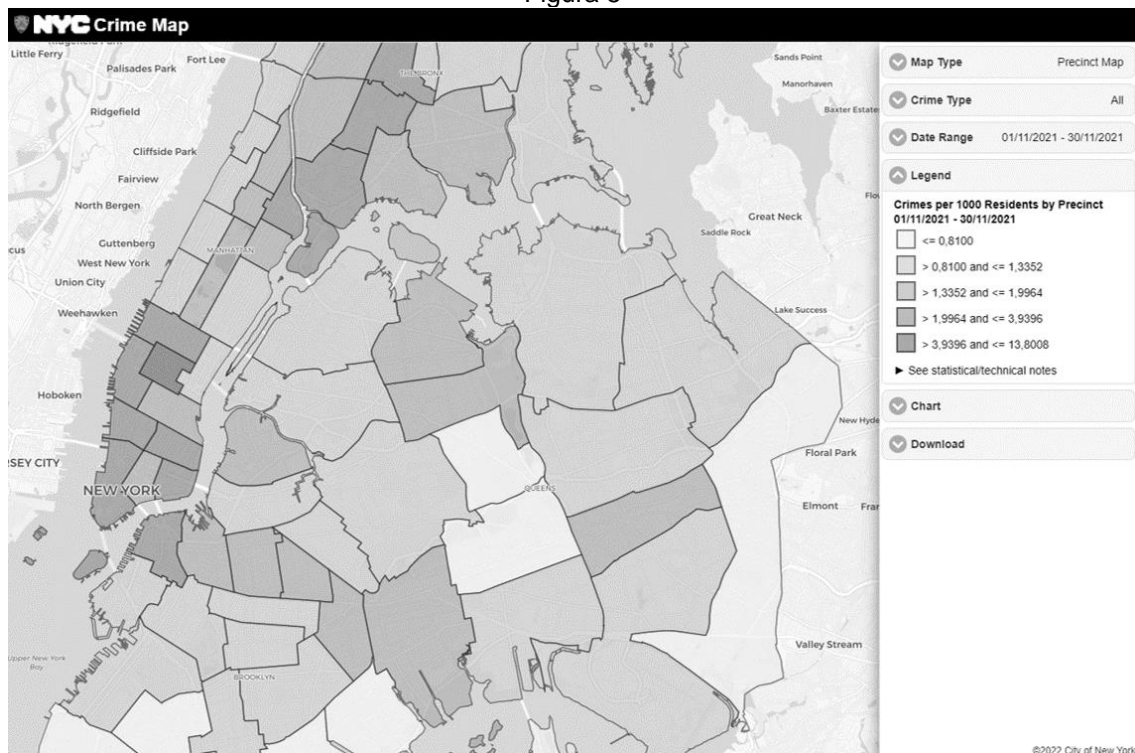 NYC Crime Map
Little Ferry
Palisades Park
Fort Lee
THE BRONX
Sands Point
Manorhaven
Baxter Estate
Ridgefield
Cliffside Park
Fairview
North Bergen
Great Neck
Saddle Rock
Guttenberg
MANHATTAN
West New York
Union City
Weehawken
Lake Success
Hoboken
New Hyde
Floral Park
RSEY CITY
NEW YORK
QUEENS
Elmont
Valley Stream
Upper New York
Bay
BROOKLYN
Map Type Precinct Map
Crime Type All
Date Range 01/11/2021 - 30/11/2021
Legend
Crimes per 1000 Residents by Precinct
01/11/2021 - 30/11/2021
<= 0,8100
> 0,8100 and <= 1,3352
> 1,3352 and <= 1,9964
> 1,9964 and <= 3,9396
> 3,9396 and <= 13,8008
► See statistical/technical notes
Chart
Download
©2022 City of New York